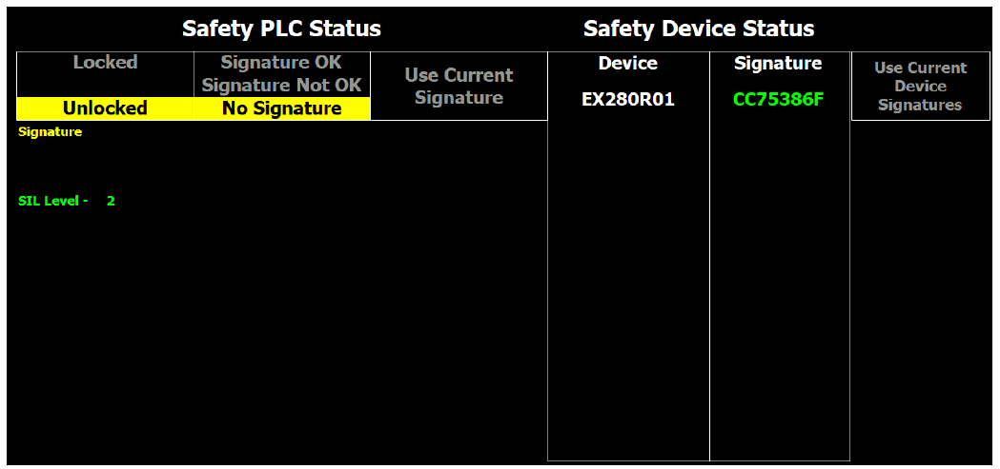 Safety PLC Status
Locked
Unlocked
Signature OK
Signature Not OK
No Signature
Use Current
Signature
Signature
SIL Level - 2
Safety Device Status
Device
EX280R01
Signature
CC75386F
Use Current
Device
Signatures